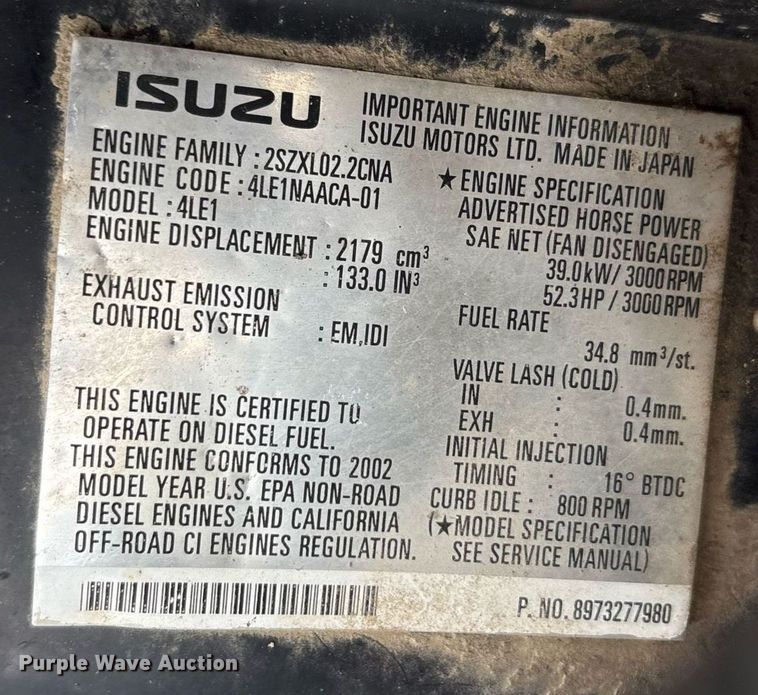 ISUZU
IMPORTANT ENGINE INFORMATION
ISUZU MOTORS LTD. MADE IN JAPAN
ENGINE FAMILY : 2SZXL02.2CNA
ENGINE CODE : 4LE1NAACA-01
MODEL : 4LE1
ENGINE DISPLACEMENT : 2179 cm³
: 133.0 IN³
EXHAUST EMISSION
CONTROL SYSTEM : EM,IDI
THIS ENGINE IS CERTIFIED TO
OPERATE ON DIESEL FUEL.
THIS ENGINE CONFORMS TO 2002
MODEL YEAR U.S. EPA NON-ROAD
DIESEL ENGINES AND CALIFORNIA
OFF-ROAD CI ENGINES REGULATION.
★ENGINE SPECIFICATION
ADVERTISED HORSE POWER
SAE NET (FAN DISENGAGED)
39.0kW/ 3000RPM
52.3HP / 3000RPM
FUEL RATE
34.8 mm³/st.
VALVE LASH (COLD)
IN : 0.4mm.
EXH : 0.4mm.
INITIAL INJECTION
TIMING : 16° BTDC
CURB IDLE : 800 RPM
(★MODEL SPECIFICATION
SEE SERVICE MANUAL)
P. NO. 8973277980
Purple Wave Auction